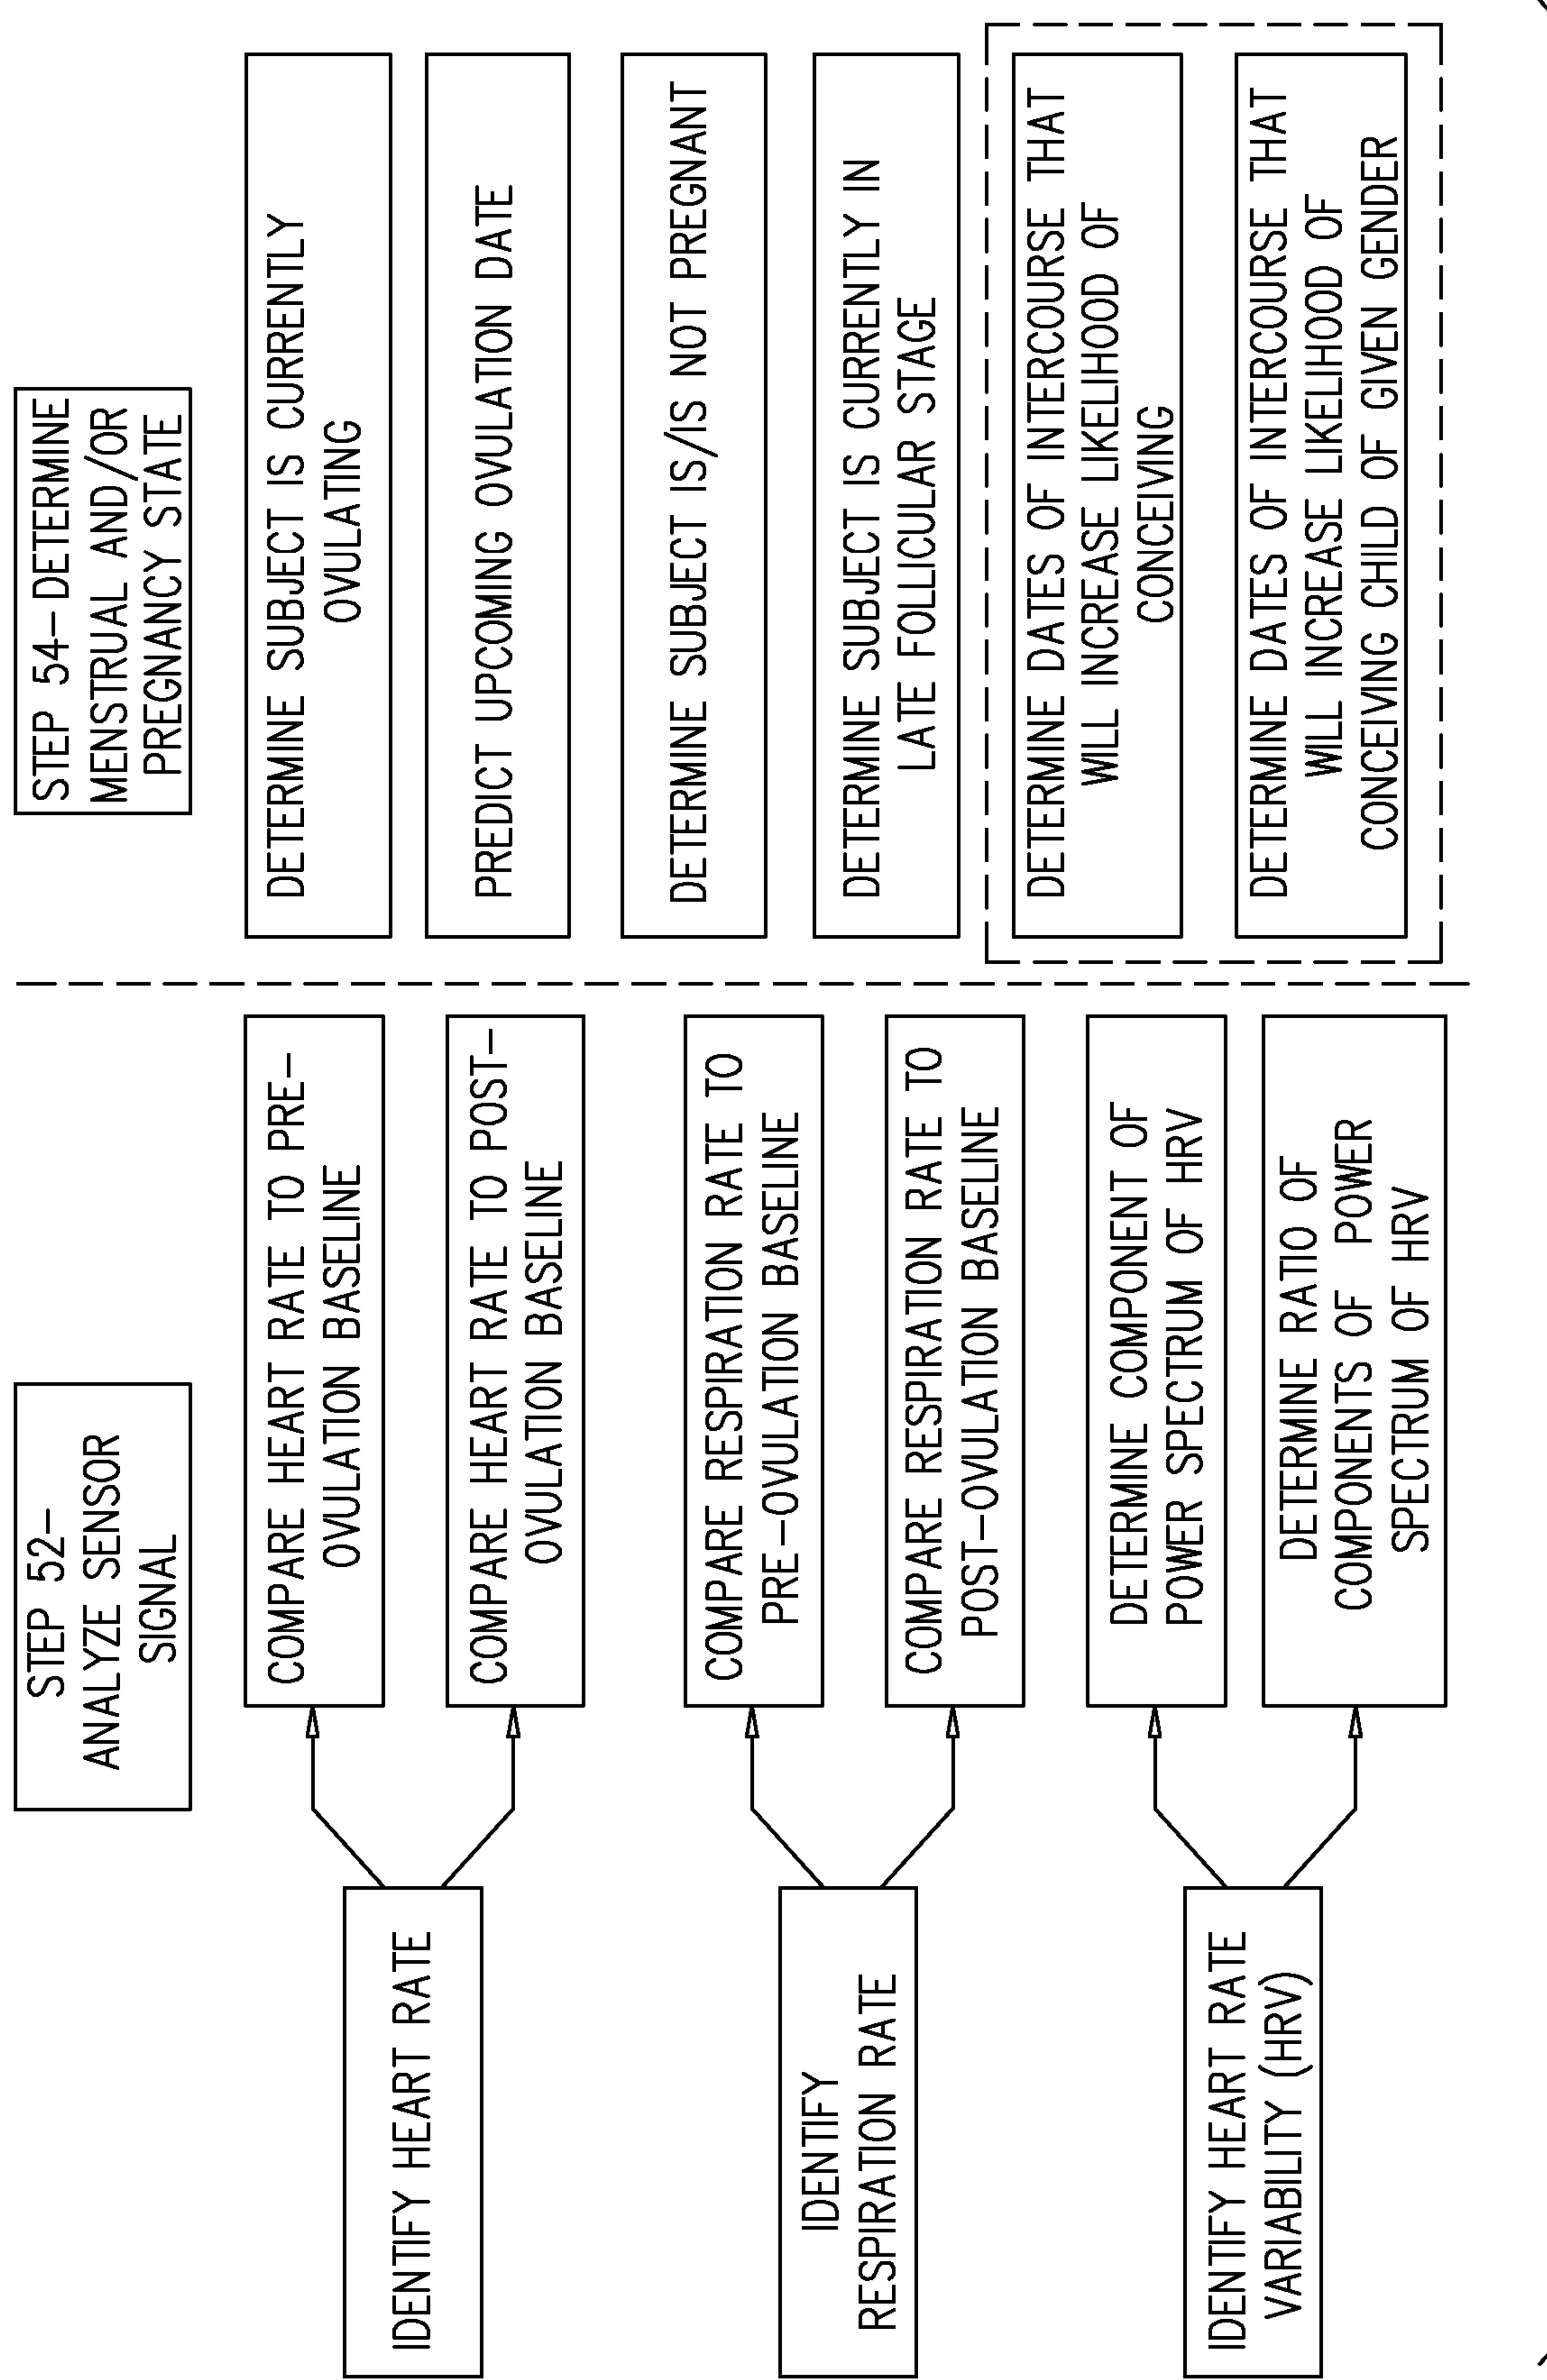 STEP 52-
ANALYZE SENSOR
SIGNAL
IDENTIFY HEART RATE
COMPARE HEART RATE TO PRE-
OVULATION BASELINE
COMPARE HEART RATE TO POST-
OVULATION BASELINE
IDENTIFY
RESPIRATION RATE
COMPARE RESPIRATION RATE TO
PRE-OVULATION BASELINE
COMPARE RESPIRATION RATE TO
POST-OVULATION BASELINE
IDENTIFY HEART RATE
VARIABILITY (HRV)
DETERMINE COMPONENT OF
POWER SPECTRUM OF HRV
DETERMINE RATIO OF
COMPONENTS OF POWER
SPECTRUM OF HRV
STEP 54-DETERMINE
MENSTRUAL AND/OR
PREGNANCY STATE
DETERMINE SUBJECT IS CURRENTLY
OVULATING
PREDICT UPCOMING OVULATION DATE
DETERMINE SUBJECT IS/IS NOT PREGNANT
DETERMINE SUBJECT IS CURRENTLY IN
LATE FOLLICULAR STAGE
DETERMINE DATES OF INTERCOURSE THAT
WILL INCREASE LIKELIHOOD OF
CONCEIVING
DETERMINE DATES OF INTERCOURSE THAT
WILL INCREASE LIKELIHOOD OF
CONCEIVING CHILD OF GIVEN GENDER